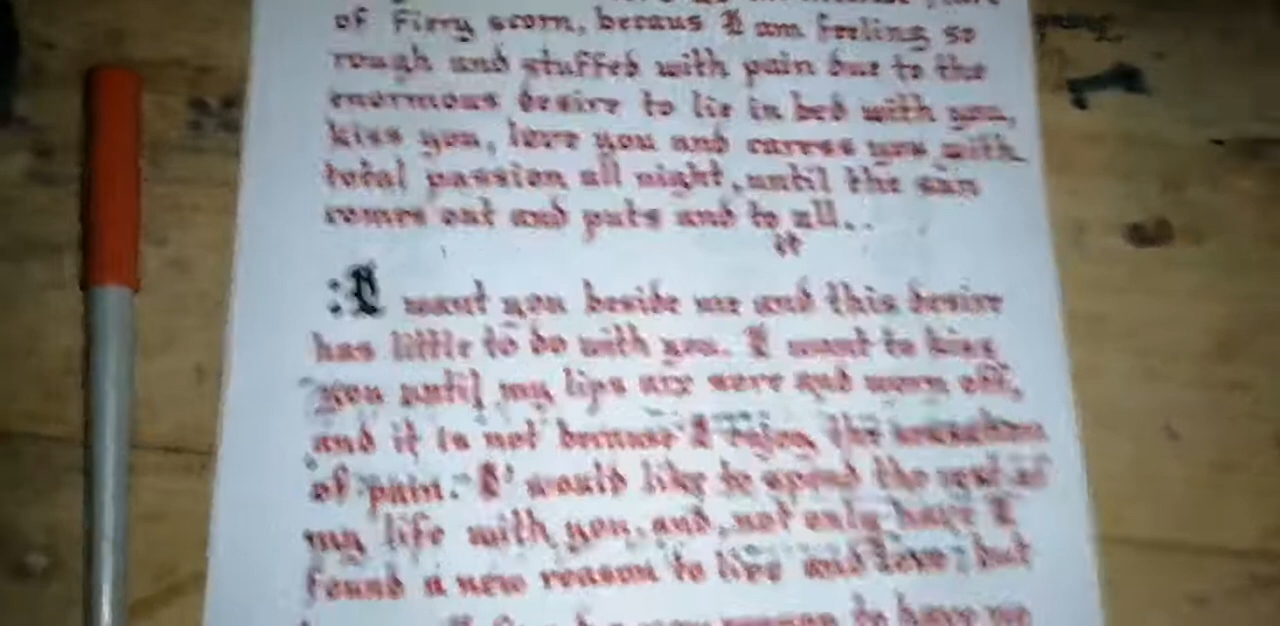 of Firry scorn, becaus I am feeling so
rough and stuffed with pain due to the
enormous desire to lie in bed with you,
kiss you, love you and caress you with
total passion all night, until the sun
comes out and puts and to all..
it
:I want you beside me and this desire
has little to do with you. I want to kiss
you until my lips are sore and worn off,
and it is not because I enjoy the sensation
of pain. I would like to spend the rest of
my life with you, and not only have I
found a new reason to live and love, but
to have no